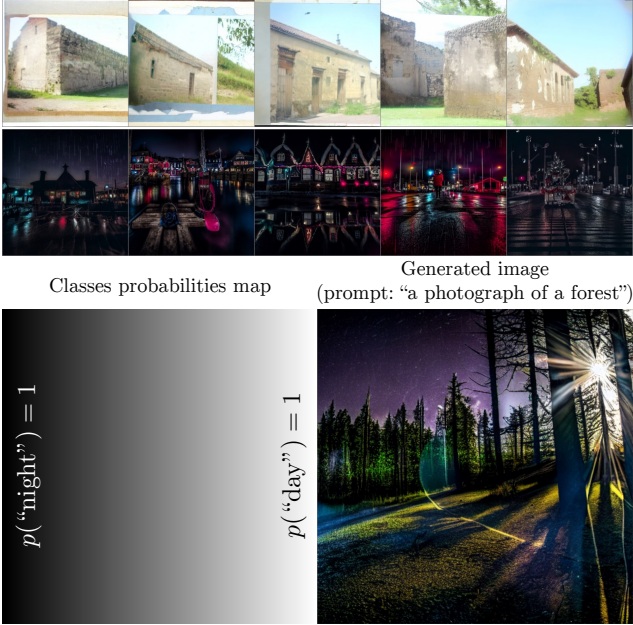 Classes probabilities map
Generated image
(prompt: “a photograph of a forest”)
p(“night”) = 1
p(“day”) = 1